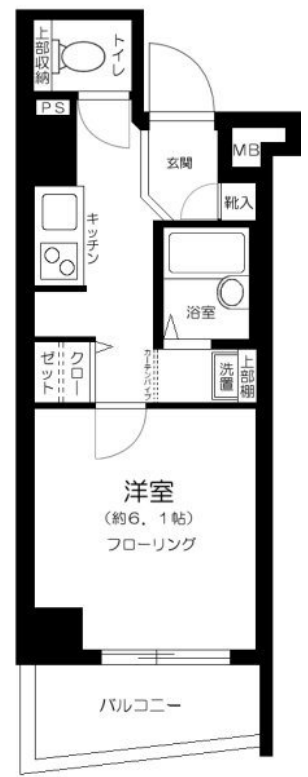 上部収納
トイレ
PS
玄関
MB
靴入
キッチン
浴室
クローゼット
カーテンパイプ
洗置
上部棚
洋室
（約6．1帖）
フローリング
バルコニー